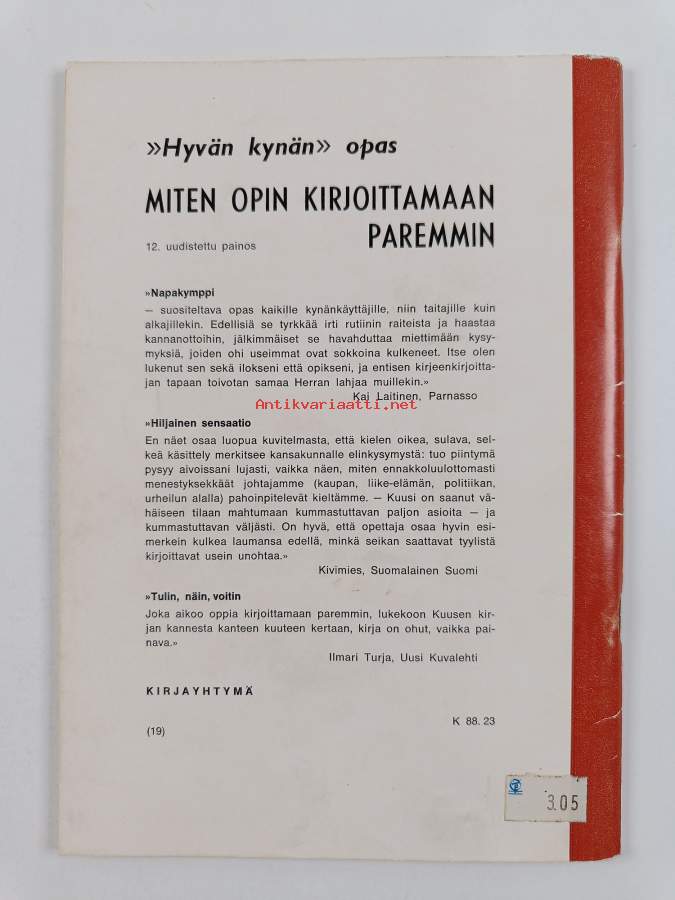 »Hyvän kynän» opas
MITEN OPIN KIRJOITTAMAAN
PAREMMIN
12. uudistettu painos
»Napakymppi
— suositeltava opas kaikille kynänkäyttäjille, niin taitajille kuin
alkajillekin. Edellisiä se tyrkkää irti rutiinin raiteista ja haastaa
kannanottoihin, jälkimmäiset se havahduttaa miettimään kysy-
myksiä, joiden ohi useimmat ovat sokkoina kulkeneet. Itse olen
lukenut sen sekä ilokseni että opikseni, ja entisen kirjeenkirjoitta-
jan tapaan toivotan samaa Herran lahjaa muillekin.»
Kai Laitinen, Parnasso
Antikvariaatti.net
»Hiljainen sensaatio
En näet osaa luopua kuvitelmasta, että kielen oikea, sulava, sel-
keä käsittely merkitsee kansakunnalle elinkysymystä: tuo piintymä
pysyy aivoissani lujasti, vaikka näen, miten ennakkoluulottomasti
menestyksekkäät johtajamme (kaupan, liike-elämän, politiikan,
urheilun alalla) pahoinpitelevät kieltämme. — Kuusi on saanut vä-
häiseen tilaan mahtumaan kummastuttavan paljon asioita — ja
kummastuttavan väljästi. On hyvä, että opettaja osaa hyvin esi-
merkein kulkea laumansa edellä, minkä seikan saattavat tyylistä
kirjoittavat usein unohtaa.»
Kivimies, Suomalainen Suomi
»Tulin, näin, voitin
Joka aikoo oppia kirjoittamaan paremmin, lukekoon Kuusen kir-
jan kannesta kanteen kuuteen kertaan, kirja on ohut, vaikka pai-
nava.»
Ilmari Turja, Uusi Kuvalehti
KIRJAYHTYMÄ
K 88.23
(19)
3.05